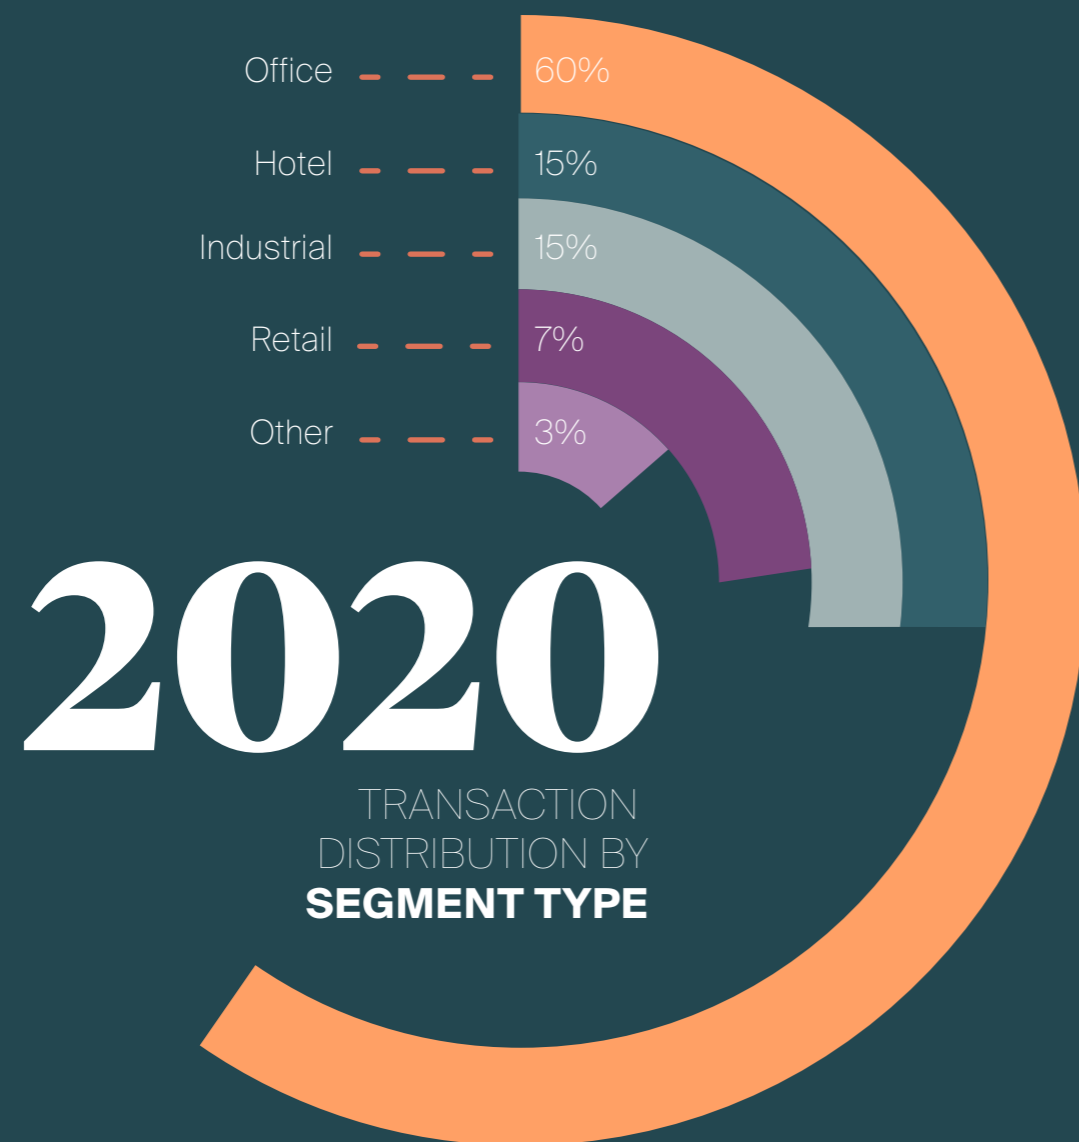 Office 60%
Hotel 15%
Industrial 15%
Retail 7%
Other 3%
2020
TRANSACTION
DISTRIBUTION BY
SEGMENT TYPE